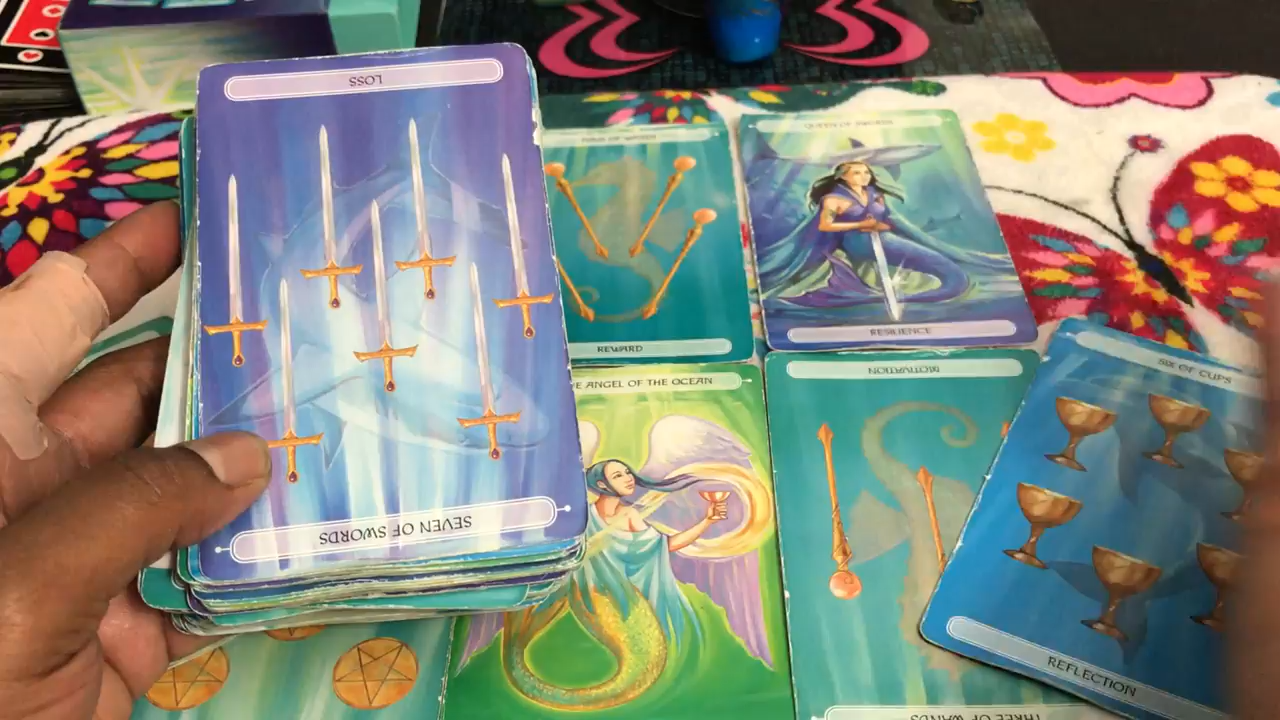 LOSS
SEVEN OF SWORDS
REWARD
QUEEN OF SWORDS
RESILIENCE
E ANGEL OF THE OCEAN
MOTIVATION
THREE OF WANDS
SIX OF CUPS
REFLECTION